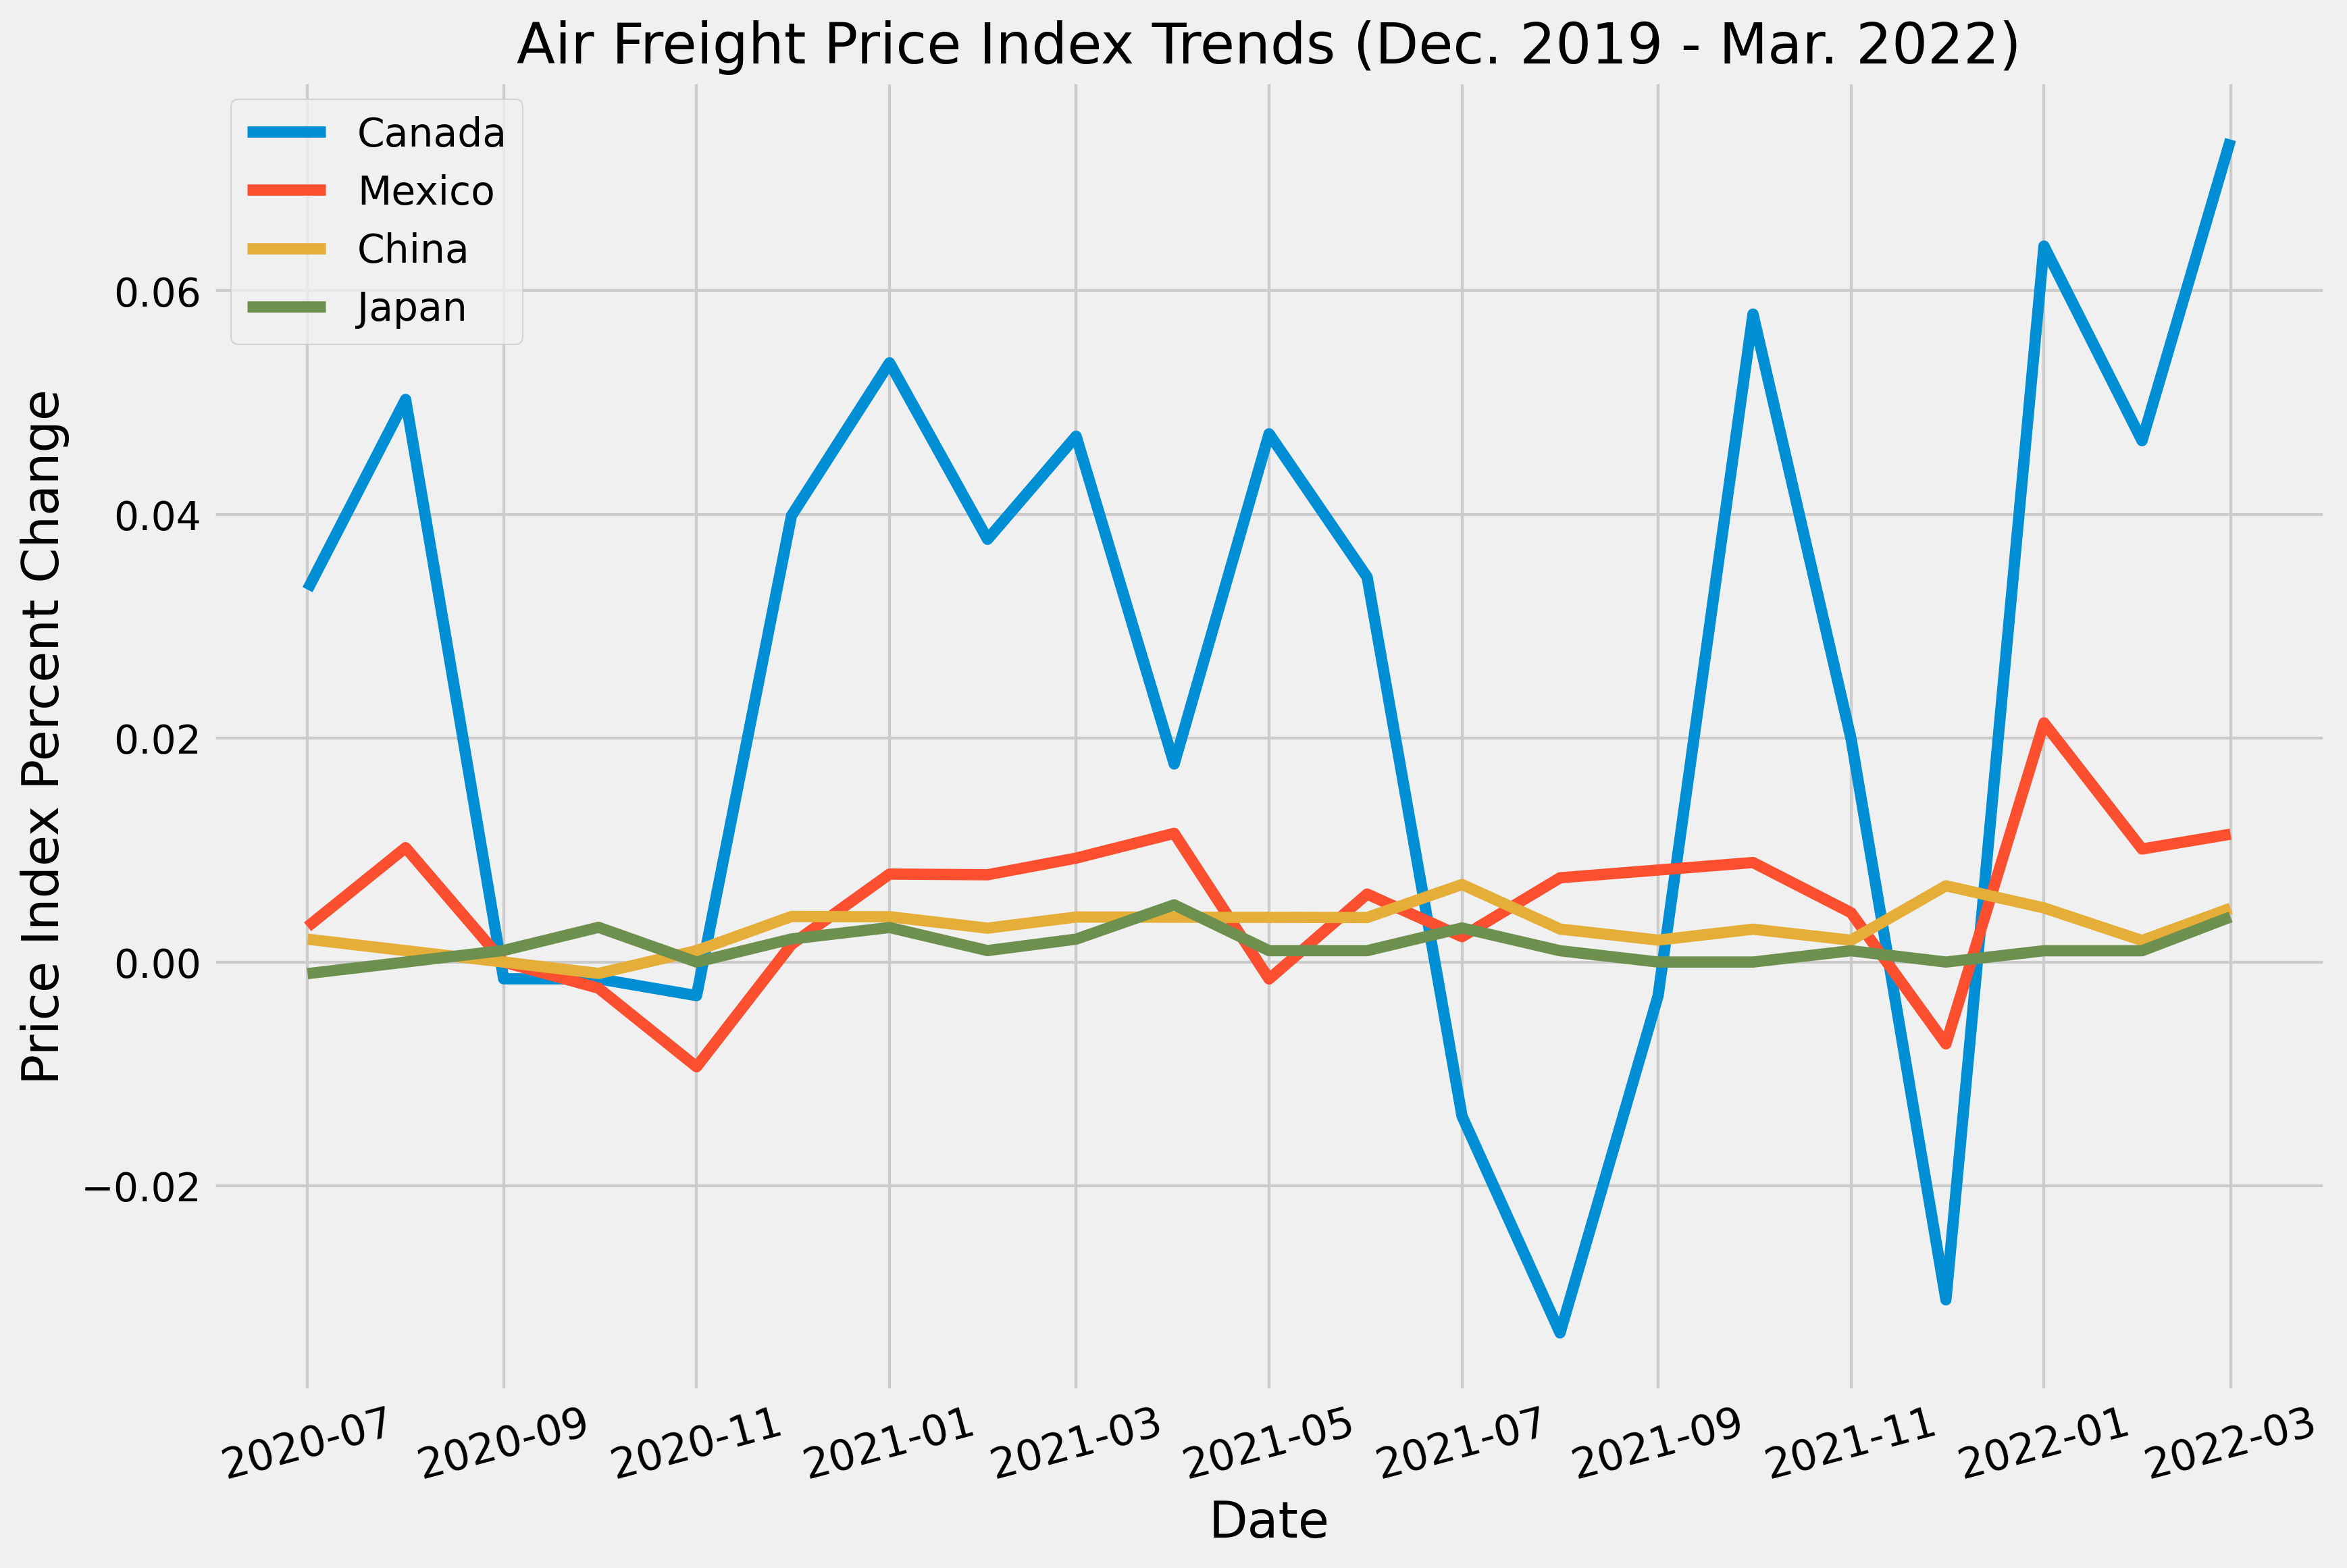 Air Freight Price Index Trends (Dec. 2019 - Mar. 2022)
Canada
Mexico
China
Japan
Price Index Percent Change
0.06
0.04
0.02
0.00
−0.02
2020-07
2020-09
2020-11
2021-01
2021-03
2021-05
2021-07
2021-09
2021-11
2022-01
2022-03
Date